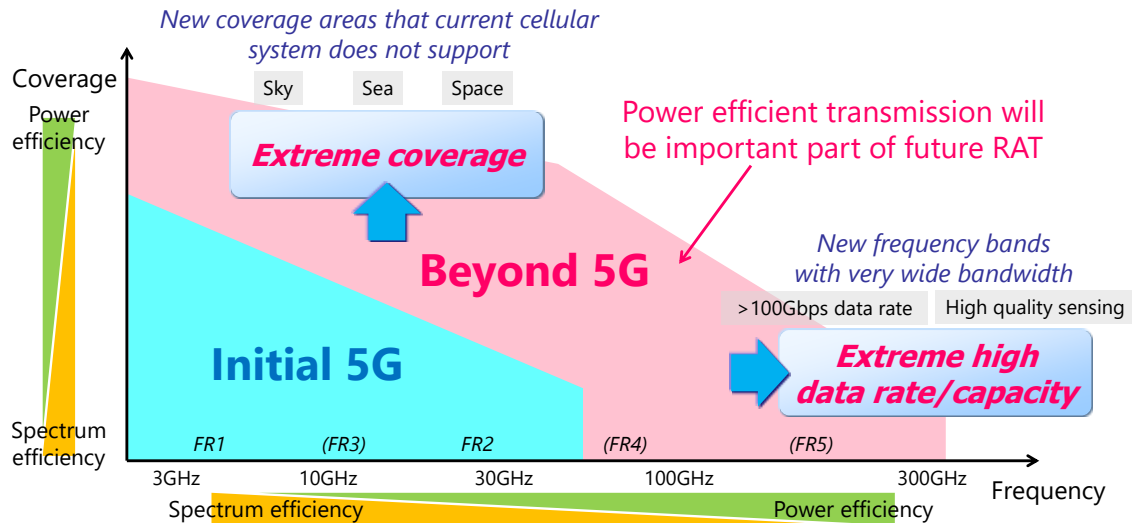 New coverage areas that current cellular
system does not support
Coverage
Sky
Sea
Space
Power
efficiency
Extreme coverage
Power efficient transmission will
be important part of future RAT
Beyond 5G
New frequency bands
with very wide bandwidth
>100Gbps data rate
High quality sensing
Initial 5G
Extreme high
data rate/capacity
Spectrum
efficiency
FR1
(FR3)
FR2
(FR4)
(FR5)
3GHz
10GHz
30GHz
100GHz
300GHz
Frequency
Spectrum efficiency
Power efficiency